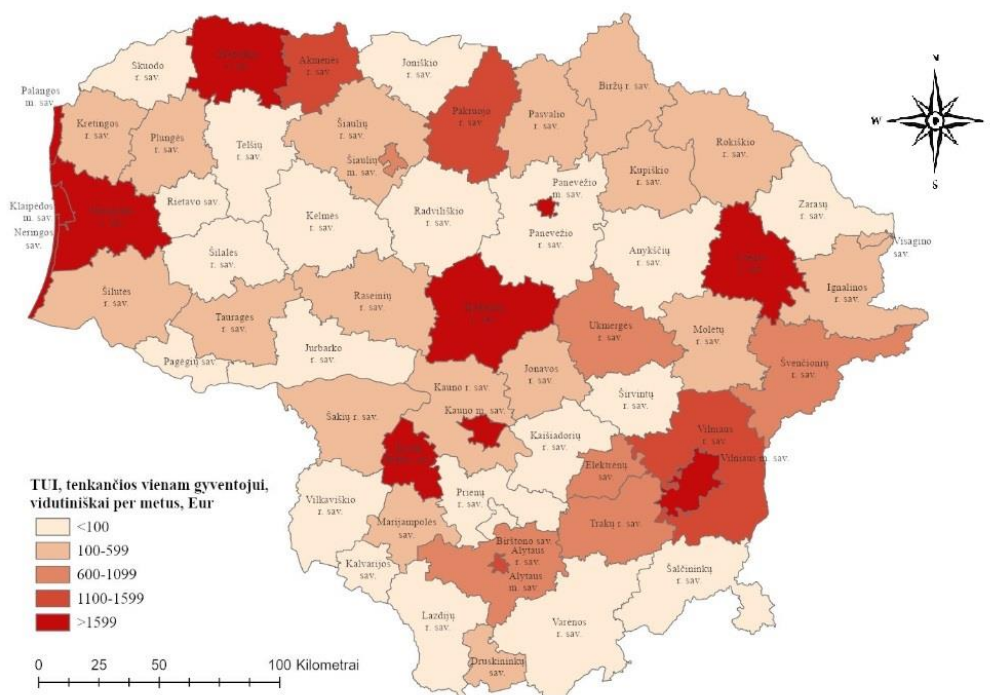 N
W
E
S
Skuodo
r. sav.
Akmenės
r. sav.
Joniškio
r. sav.
Palangos
m. sav.
Kretingos
r. sav.
Plungės
r. sav.
Telšių
r. sav.
Šiaulių
r. sav.
Šiaulių
m. sav.
Pakruojo
r. sav.
Pasvalio
r. sav.
Biržų r. sav.
Rokiškio
r. sav.
Kupiškio
r. sav.
Panevėžio
m. sav.
Panevėžio
r. sav.
Zarasų
r. sav.
Visagino
sav.
Klaipėdos
m. sav.
Neringos
sav.
Rietavo sav.
Kelmės
r. sav.
Radviliškio
r. sav.
Anykščių
r. sav.
Ignalinos
r. sav.
Šilalės
r. sav.
Šilutės
r. sav.
Tauragės
r. sav.
Raseinių
r. sav.
Ukmergės
r. sav.
Molėtų
r. sav.
Švenčionių
r. sav.
Pagėgių sav.
Jurbarko
r. sav.
Jonavos
r. sav.
Širvintų
r. sav.
Šakių r. sav.
Kauno r. sav.
Kauno m. sav.
Kaišiadorių
r. sav.
Vilniaus
r. sav.
Vilniaus m. sav.
Elektrėnų
sav.
Trakų r. sav.
Vilkaviškio
r. sav.
Prienų
r. sav.
Marijampolės
sav.
Birštono sav.
Alytaus
r. sav.
Alytaus
m. sav.
Kalvarijos
sav.
Lazdijų
r. sav.
Varėnos
r. sav.
Šalčininkų
r. sav.
Druskininkų
sav.
TUI, tenkančios vienam gyventojui,
vidutiniškai per metus, Eur
<100
100-599
600-1099
1100-1599
>1599
0 25 50 100 Kilometrai